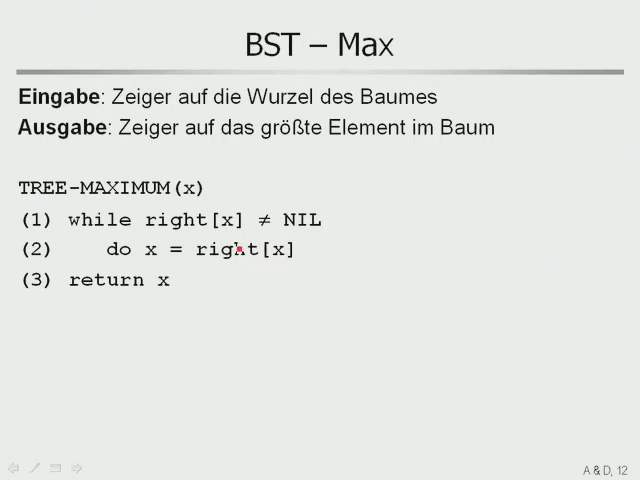 BST – Max
Eingabe: Zeiger auf die Wurzel des Baumes
Ausgabe: Zeiger auf das größte Element im Baum
TREE-MAXIMUM(x)
(1) while right[x] ≠ NIL
(2) do x = right[x]
(3) return x
A & D, 12